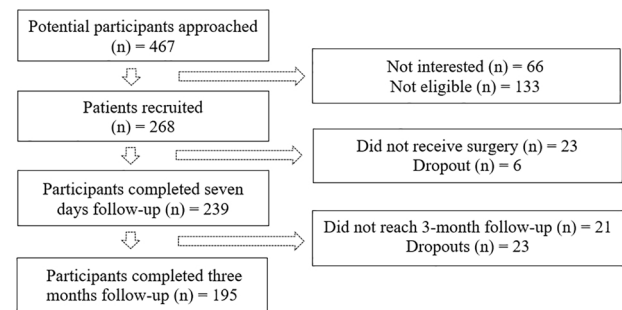 Potential participants approached
(n) = 467
Not interested (n) = 66
Not eligible (n) = 133
Patients recruited
(n) = 268
Did not receive surgery (n) = 23
Dropout (n) = 6
Participants completed seven
days follow-up (n) = 239
Did not reach 3-month follow-up (n) = 21
Dropouts (n) = 23
Participants completed three
months follow-up (n) = 195